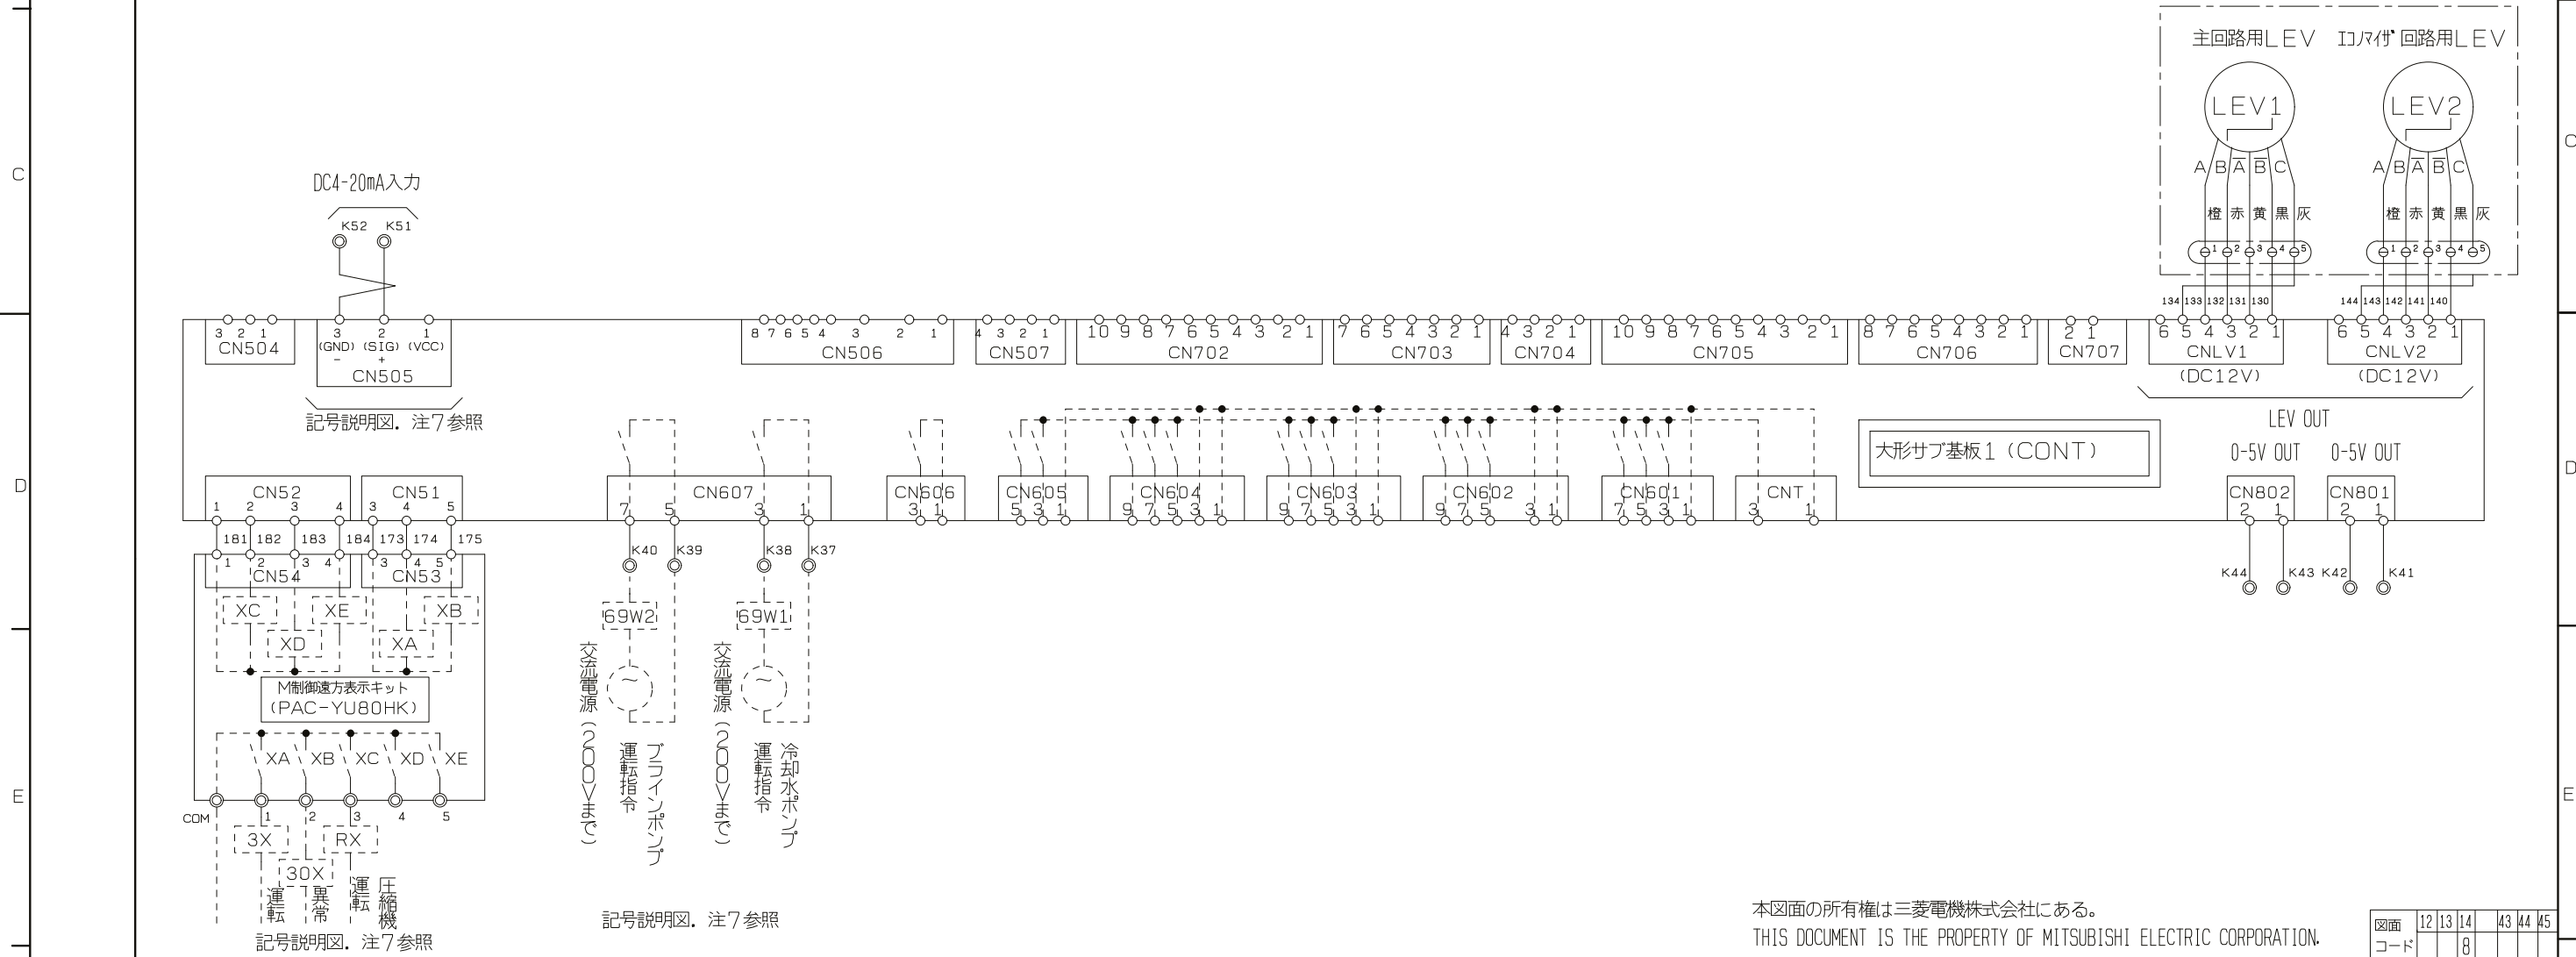 主回路用LEV エコノマイザ回路用LEV
LEV1 LEV2
C C
A B A̅ B̅ C A B A̅ B̅ C
DC4-20mA入力
橙 赤 黄 黒 灰 橙 赤 黄 黒 灰
K52 K51
1 2 3 4 5 1 2 3 4 5
134 133 132 131 130 144 143 142 141 140
3 2 1 3 2 1 8 7 6 5 4 3 2 1 4 3 2 1 10 9 8 7 6 5 4 3 2 1 7 6 5 4 3 2 1 4 3 2 1 10 9 8 7 6 5 4 3 2 1 8 7 6 5 4 3 2 1 2 1 6 5 4 3 2 1 6 5 4 3 2 1
CN504 (GND) (SIG) (VCC) CN506 CN507 CN702 CN703 CN704 CN705 CN706 CN707 CNLV1 CNLV2
- +
CN505 (DC12V) (DC12V)
記号説明図.注7参照
LEV OUT
大形サブ基板1(CONT)
0-5V OUT 0-5V OUT
D D
CN52 CN51 CN607 CN606 CN605 CN604 CN603 CN602 CN601 CNT CN802 CN801
1 2 3 4 3 4 5 7 5 3 1 3 1 5 3 1 9 7 5 3 1 9 7 5 3 1 9 7 5 3 1 7 5 3 1 3 1 2 1 2 1
181 182 183 184 173 174 175
K40 K39 K38 K37
1 2 3 4 3 4 5
CN54 CN53
K44 K43 K42 K41
XC XE XB
69W2 69W1
XD XA
M制御遠方表示キット
(PAC-YU80HK)
交流電源(200Vまで)
運転指令
ブラインポンプ
交流電源(200Vまで)
運転指令
冷却水ポンプ
XA XB XC XD XE
E E
COM 1 2 3 4 5
3X RX
30X
運転
異常
運転
圧縮機
記号説明図.注7参照
記号説明図.注7参照
本図面の所有権は三菱電機株式会社にある。
THIS DOCUMENT IS THE PROPERTY OF MITSUBISHI ELECTRIC CORPORATION.
図面 12 13 14 43 44 45
コード 8